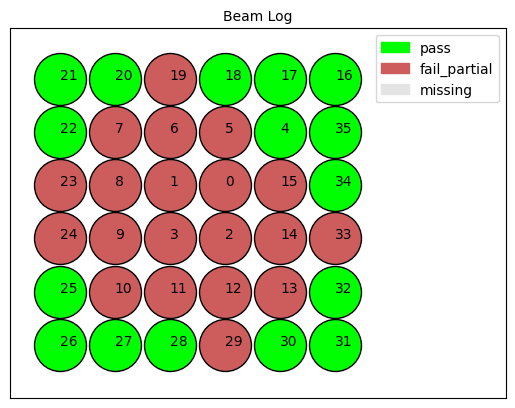 Beam Log
pass
fail_partial
missing
21 20 19 18 17 16
22 7 6 5 4 35
23 8 1 0 15 34
24 9 3 2 14 33
25 10 11 12 13 32
26 27 28 29 30 31